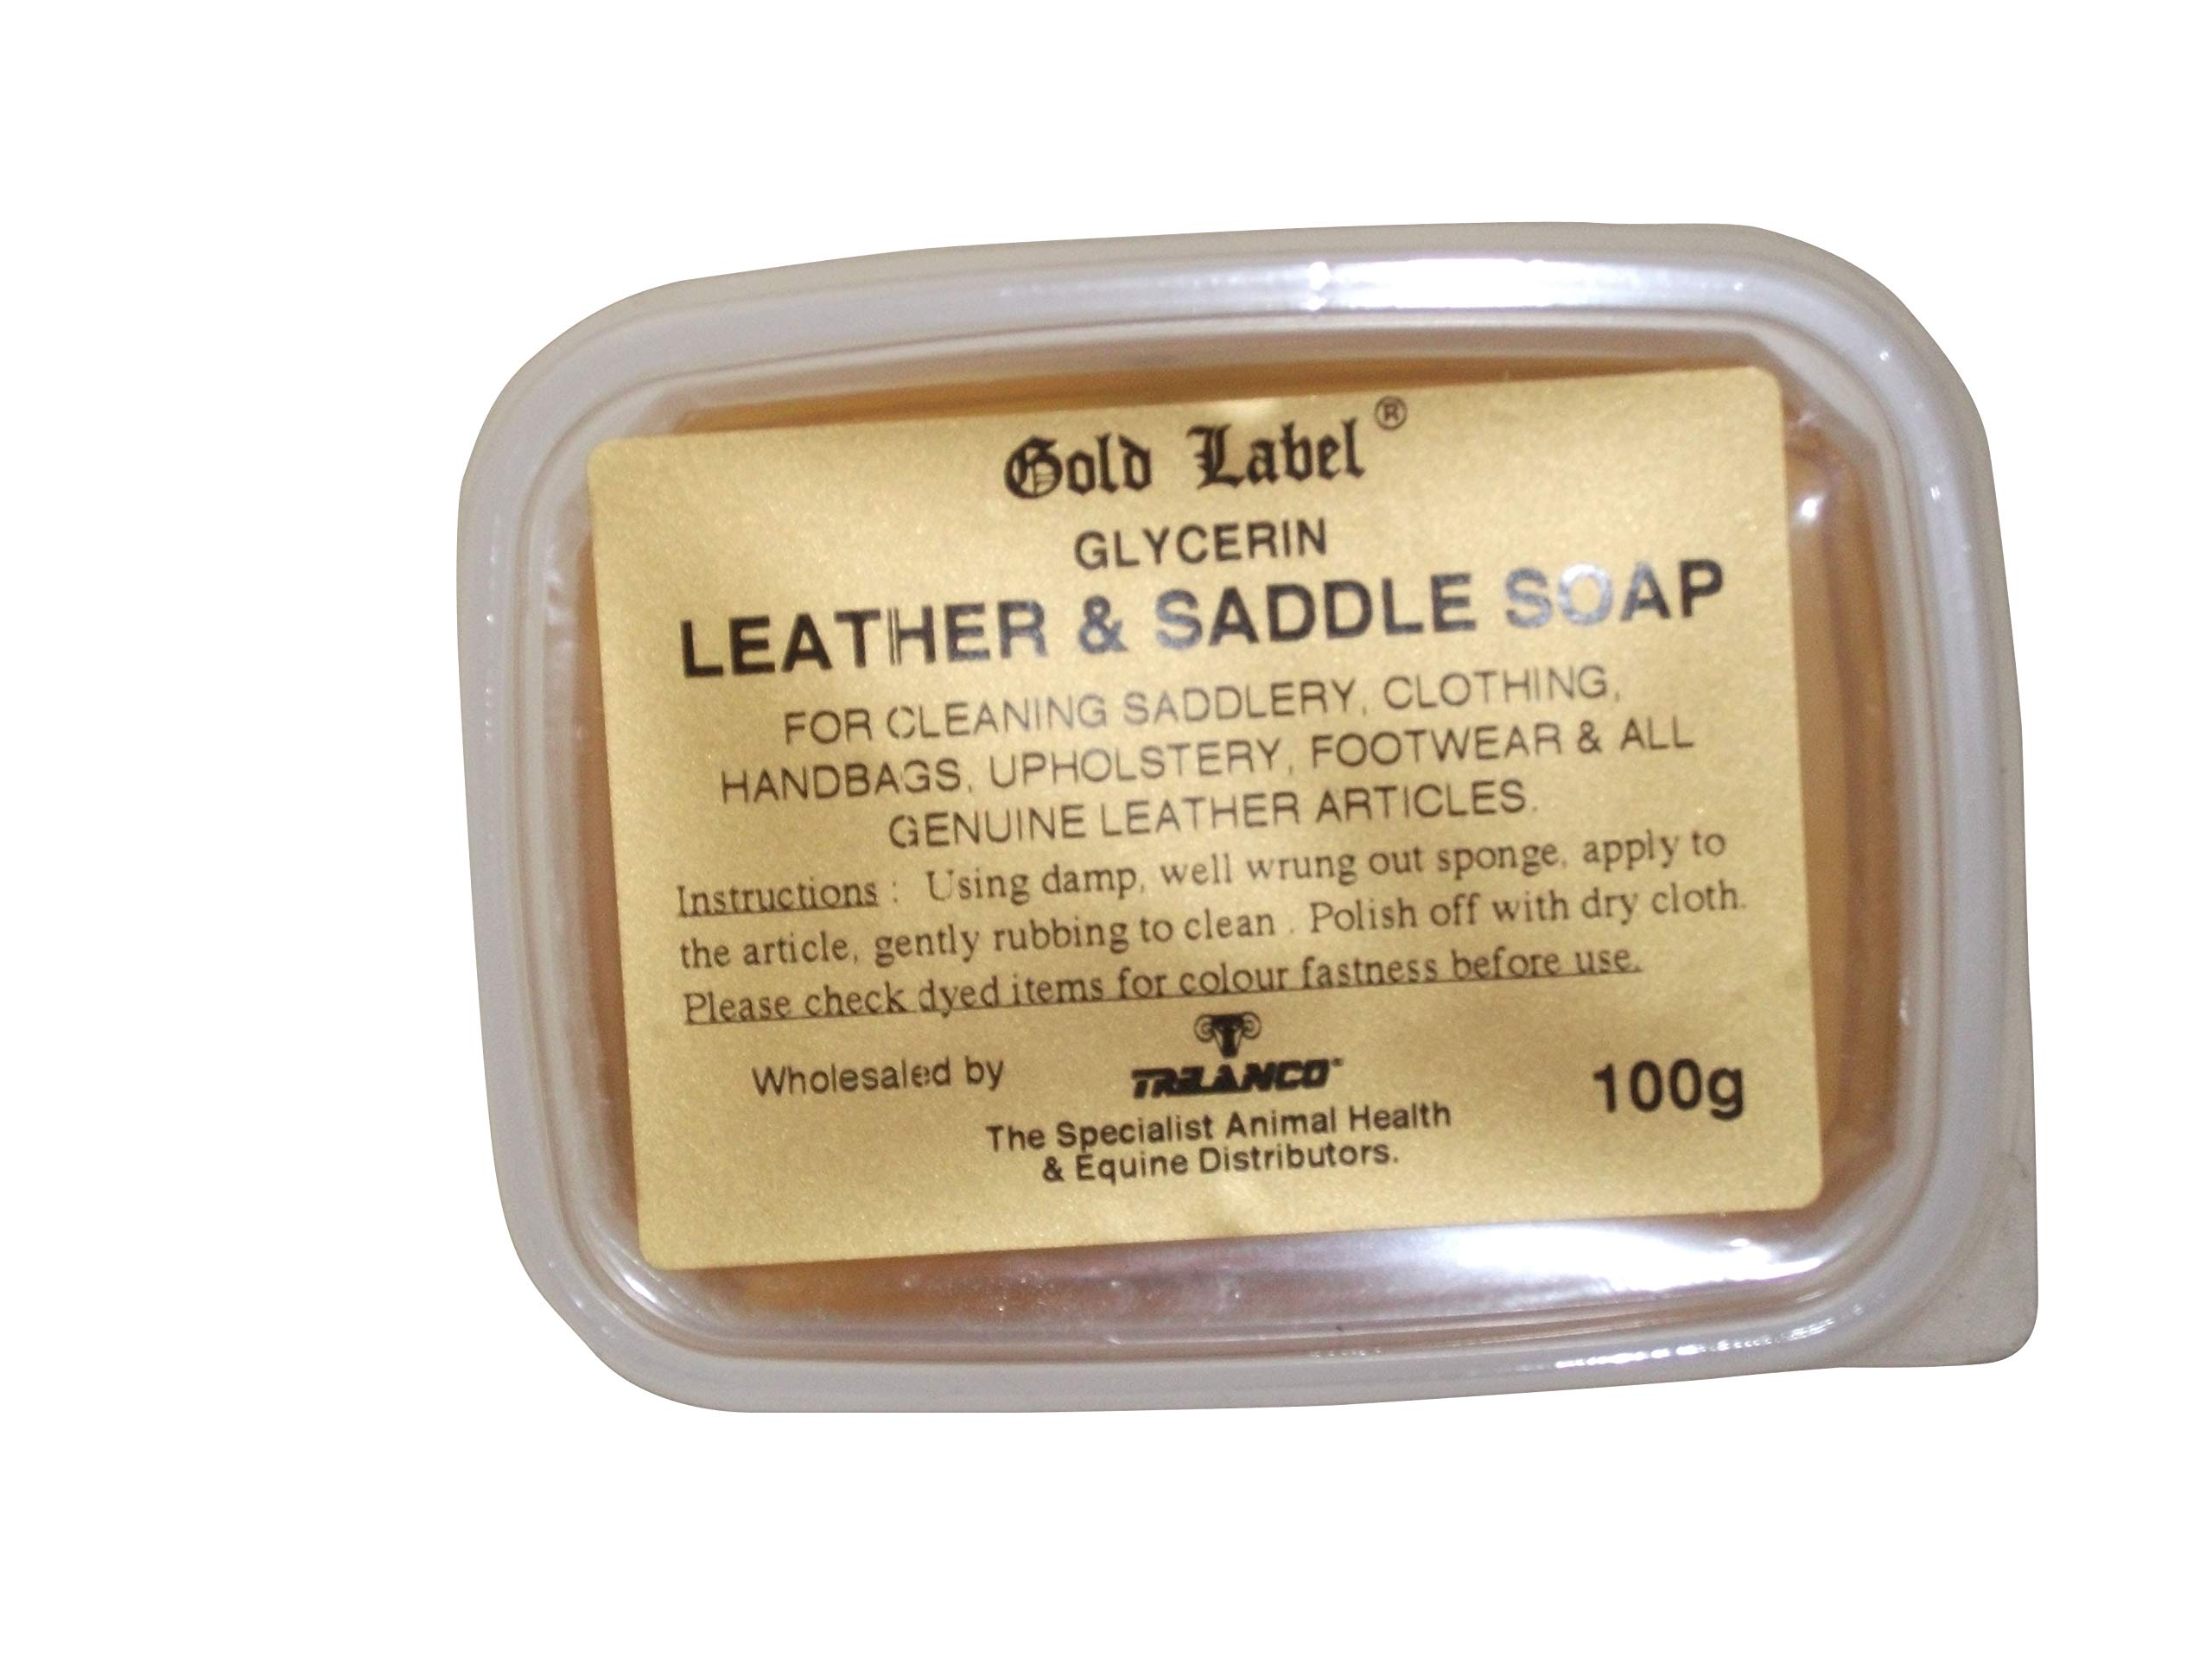 Gold Label®
GLYCERIN
LEATHER & SADDLE SOAP
FOR CLEANING SADDLERY, CLOTHING,
HANDBAGS, UPHOLSTERY, FOOTWEAR & ALL
GENUINE LEATHER ARTICLES.
Instructions : Using damp, well wrung out sponge, apply to
the article, gently rubbing to clean . Polish off with dry cloth.
Please check dyed items for colour fastness before use.
Wholesaled by TRILANCO 100g
The Specialist Animal Health
& Equine Distributors.